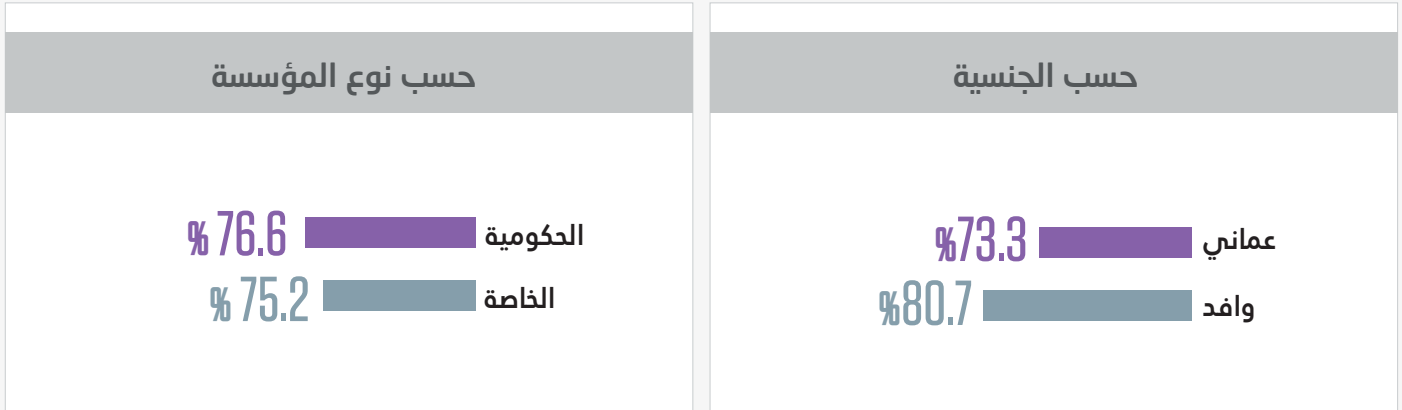 حسب الجنسية
عماني %73.3
وافد %80.7
حسب نوع المؤسسة
الحكومية 76.6 %
الخاصة 75.2 %